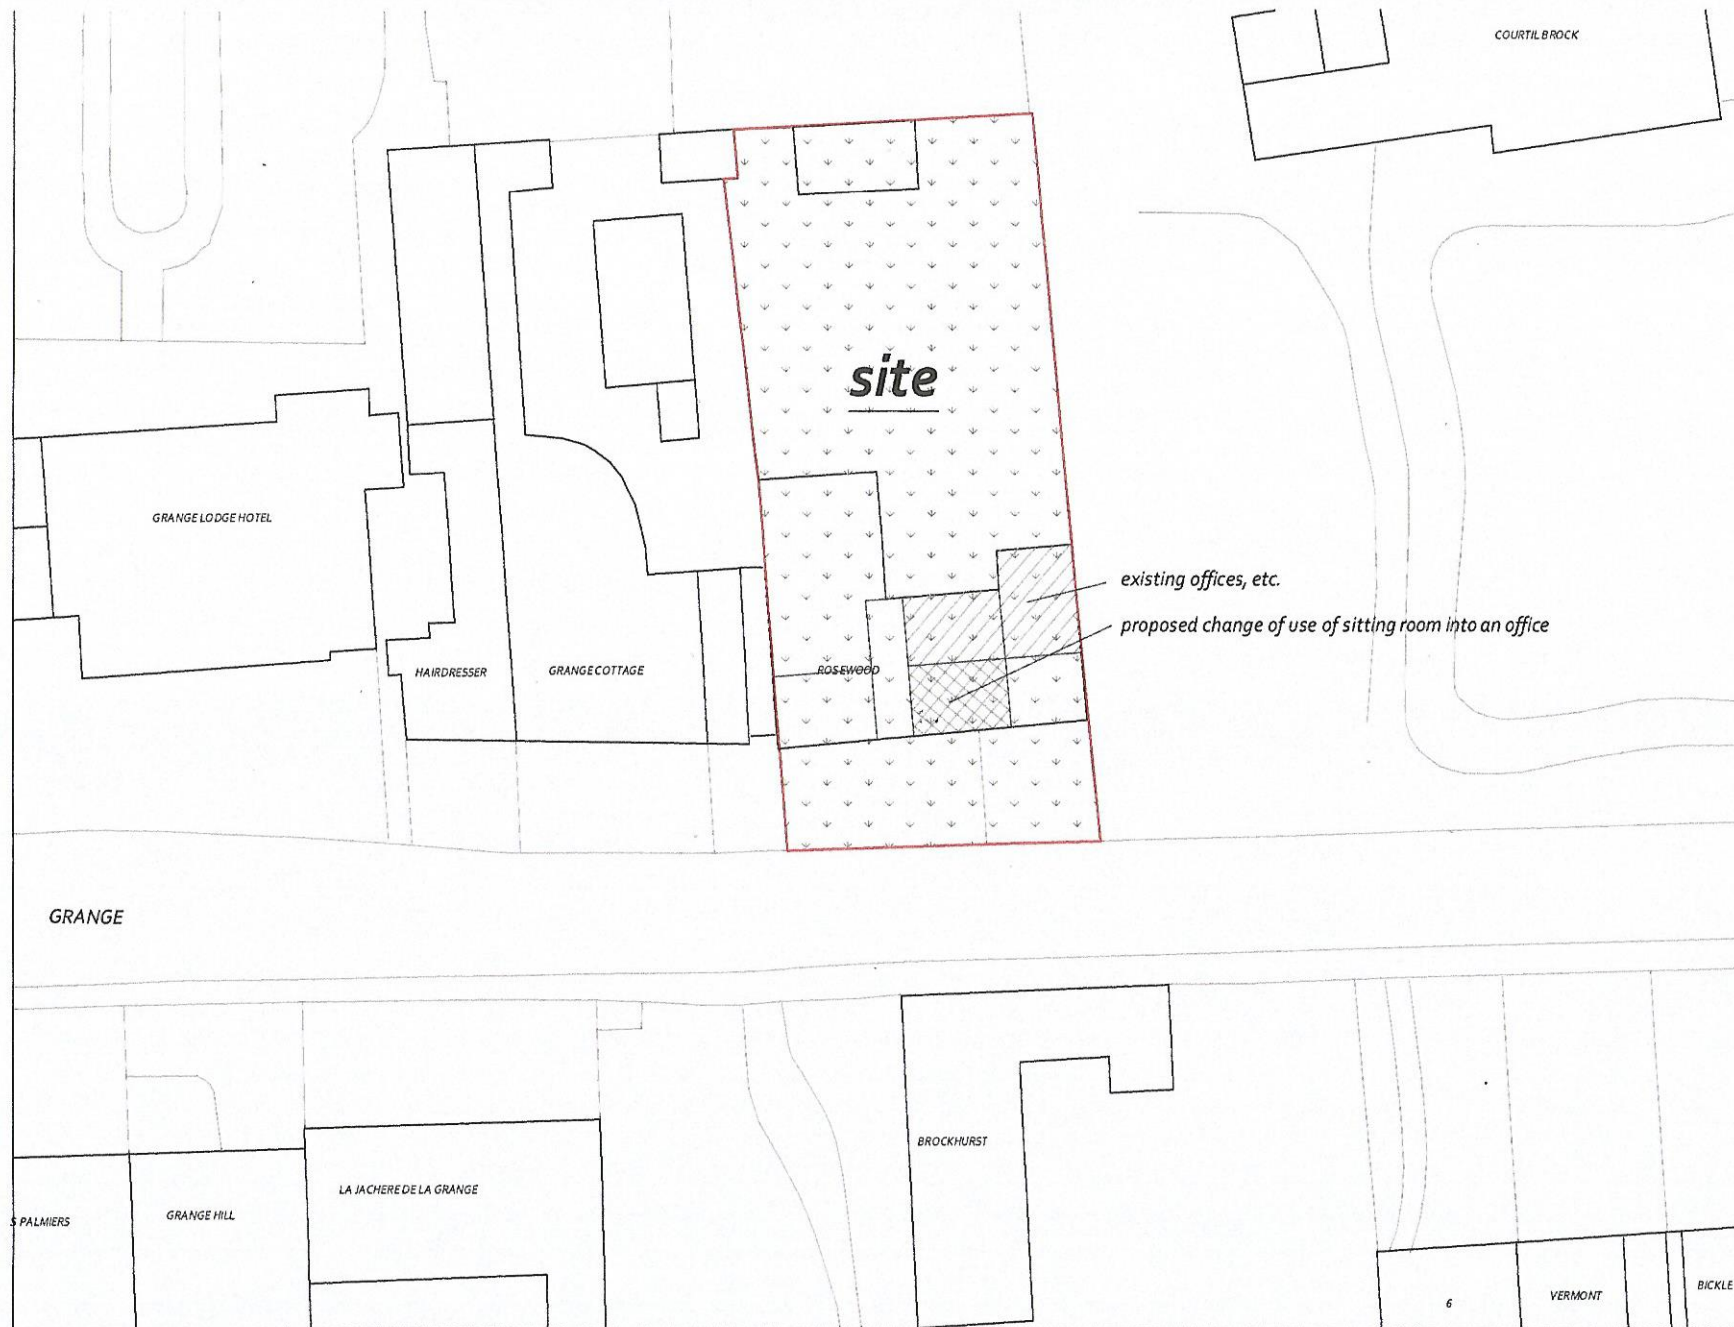 COURTIL BROCK
site
GRANGE LODGE HOTEL
existing offices, etc.
proposed change of use of sitting room into an office
HAIRDRESSER
GRANGE COTTAGE
ROSEWOOD
GRANGE
BROCKHURST
LA JACHERE DE LA GRANGE
GRANGE HILL
S PALMIERS
6
VERMONT
BICKLE